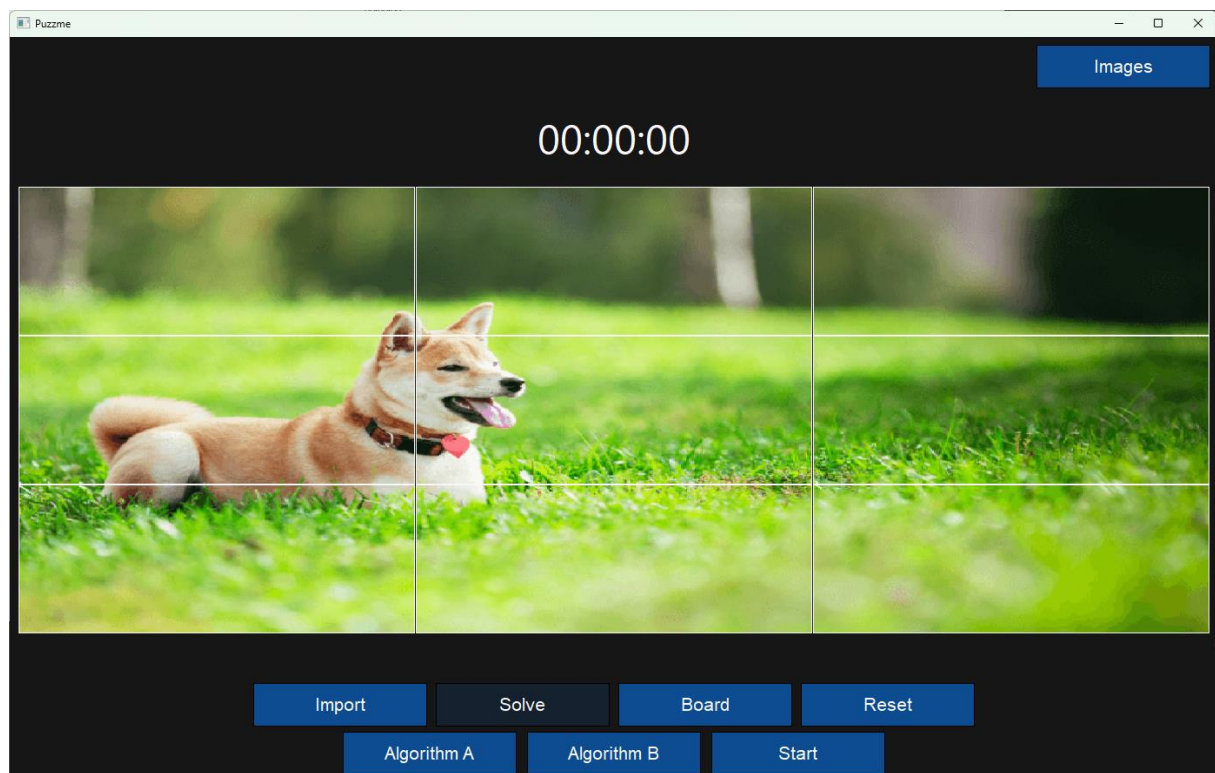 Puzzme
Images
00:00:00
Import Solve Board Reset
Algorithm A Algorithm B Start